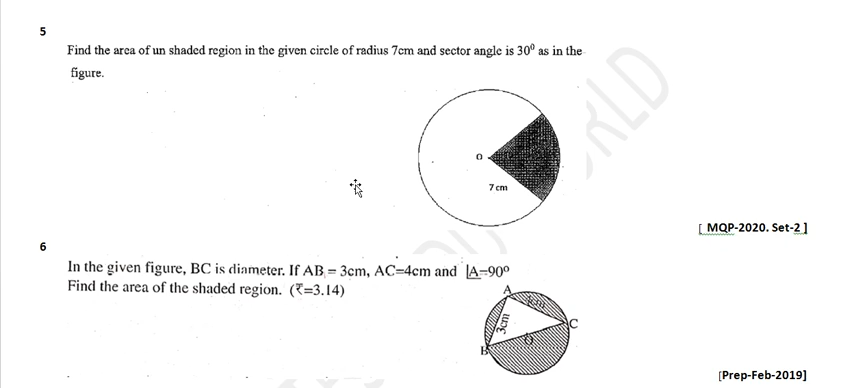 5
Find the area of un shaded region in the given circle of radius 7cm and sector angle is 30⁰ as in the
figure.
O
7 cm
[ MQP-2020. Set-2 ]
6
In the given figure, BC is diameter. If AB = 3cm, AC=4cm and |A=90⁰
Find the area of the shaded region. (₹=3.14)
A
3cm
C
O
B
[Prep-Feb-2019]